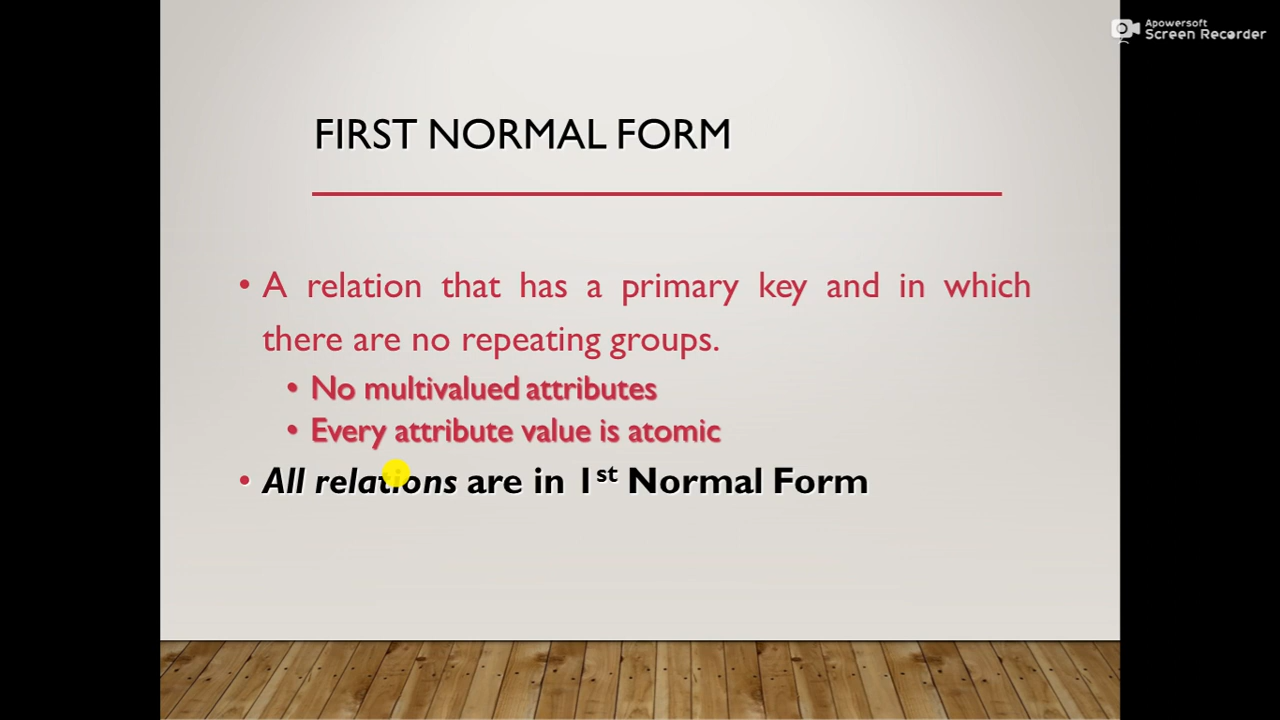 Apowersoft
Screen Recorder
FIRST NORMAL FORM
• A relation that has a primary key and in which
there are no repeating groups.
• No multivalued attributes
• Every attribute value is atomic
• All relations are in 1st Normal Form